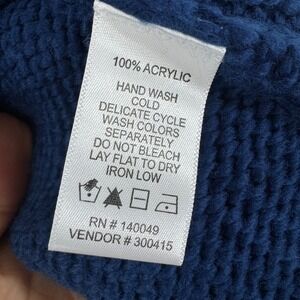 100% ACRYLIC
HAND WASH
COLD
DELICATE CYCLE
WASH COLORS
SEPARATELY
DO NOT BLEACH
LAY FLAT TO DRY
IRON LOW
RN # 140049
VENDOR # 300415